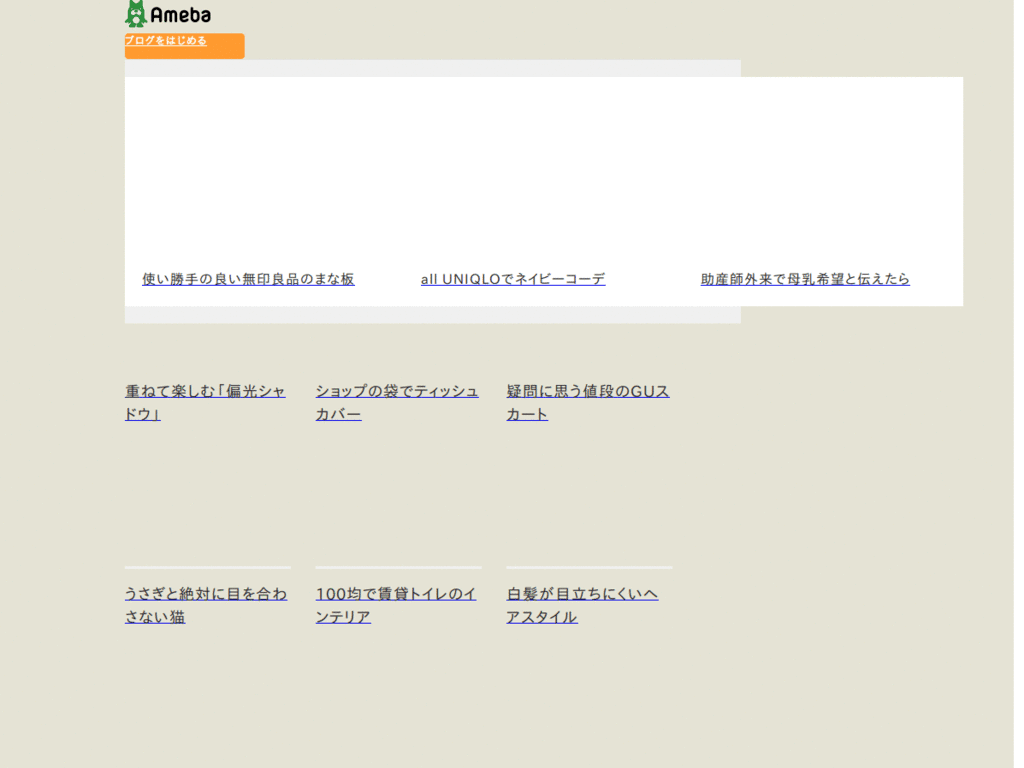 Ameba
ブログをはじめる
使い勝手の良い無印良品のまな板
all UNIQLOでネイビーコーデ
助産師外来で母乳希望と伝えたら
重ねて楽しむ「偏光シャ
ドウ」
ショップの袋でティッシュ
カバー
疑問に思う値段のGUス
カート
うさぎと絶対に目を合わ
さない猫
100均で賃貸トイレのイ
ンテリア
白髪が目立ちにくいヘ
アスタイル